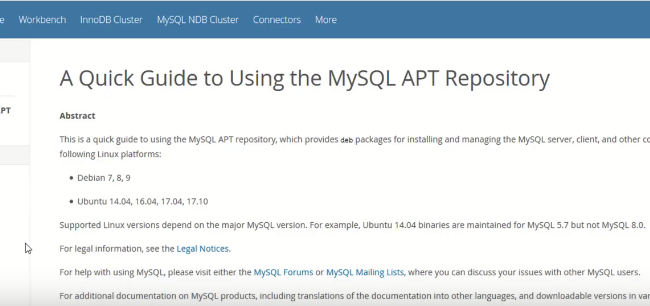 Workbench InnoDB Cluster MySQL NDB Cluster Connectors More
A Quick Guide to Using the MySQL APT Repository
PT
Abstract
This is a quick guide to using the MySQL APT repository, which provides deb packages for installing and managing the MySQL server, client, and other
following Linux platforms:
• Debian 7, 8, 9
• Ubuntu 14.04, 16.04, 17.04, 17.10
Supported Linux versions depend on the major MySQL version. For example, Ubuntu 14.04 binaries are maintained for MySQL 5.7 but not MySQL 8.0.
For legal information, see the Legal Notices.
For help with using MySQL, please visit either the MySQL Forums or MySQL Mailing Lists, where you can discuss your issues with other MySQL users.
For additional documentation on MySQL products, including translations of the documentation into other languages, and downloadable versions in